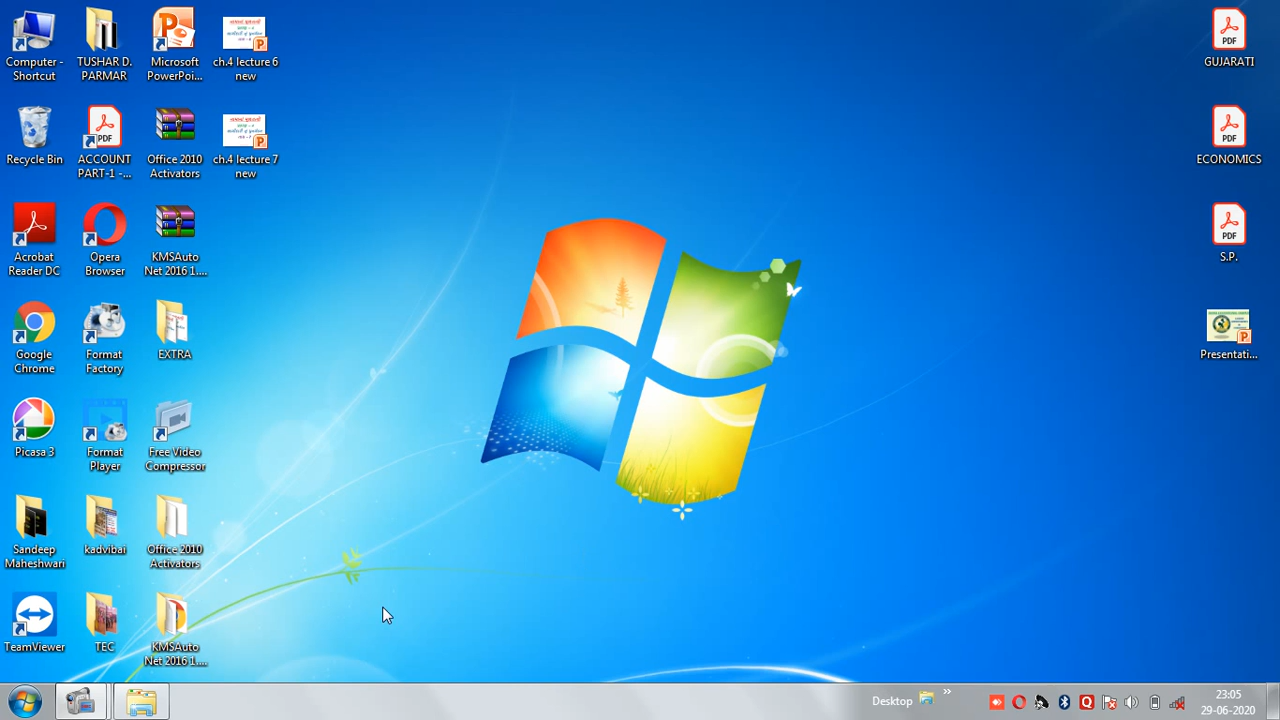 Computer -
Shortcut
TUSHAR D.
PARMAR
Microsoft
PowerPoi...
ch.4 lecture 6
new
Recycle Bin
ACCOUNT
PART-1 -...
Office 2010
Activators
ch.4 lecture 7
new
Acrobat
Reader DC
Opera
Browser
KMSAuto
Net 2016 1....
Google
Chrome
Format
Factory
EXTRA
Picasa 3
Format
Player
Free Video
Compressor
Sandeep
Maheshwari
kadvibai
Office 2010
Activators
TeamViewer
TEC
KMSAuto
Net 2016 1....
PDF
GUJARATI
PDF
ECONOMICS
PDF
S.P.
Presentati...
Desktop
23:05
29-06-2020